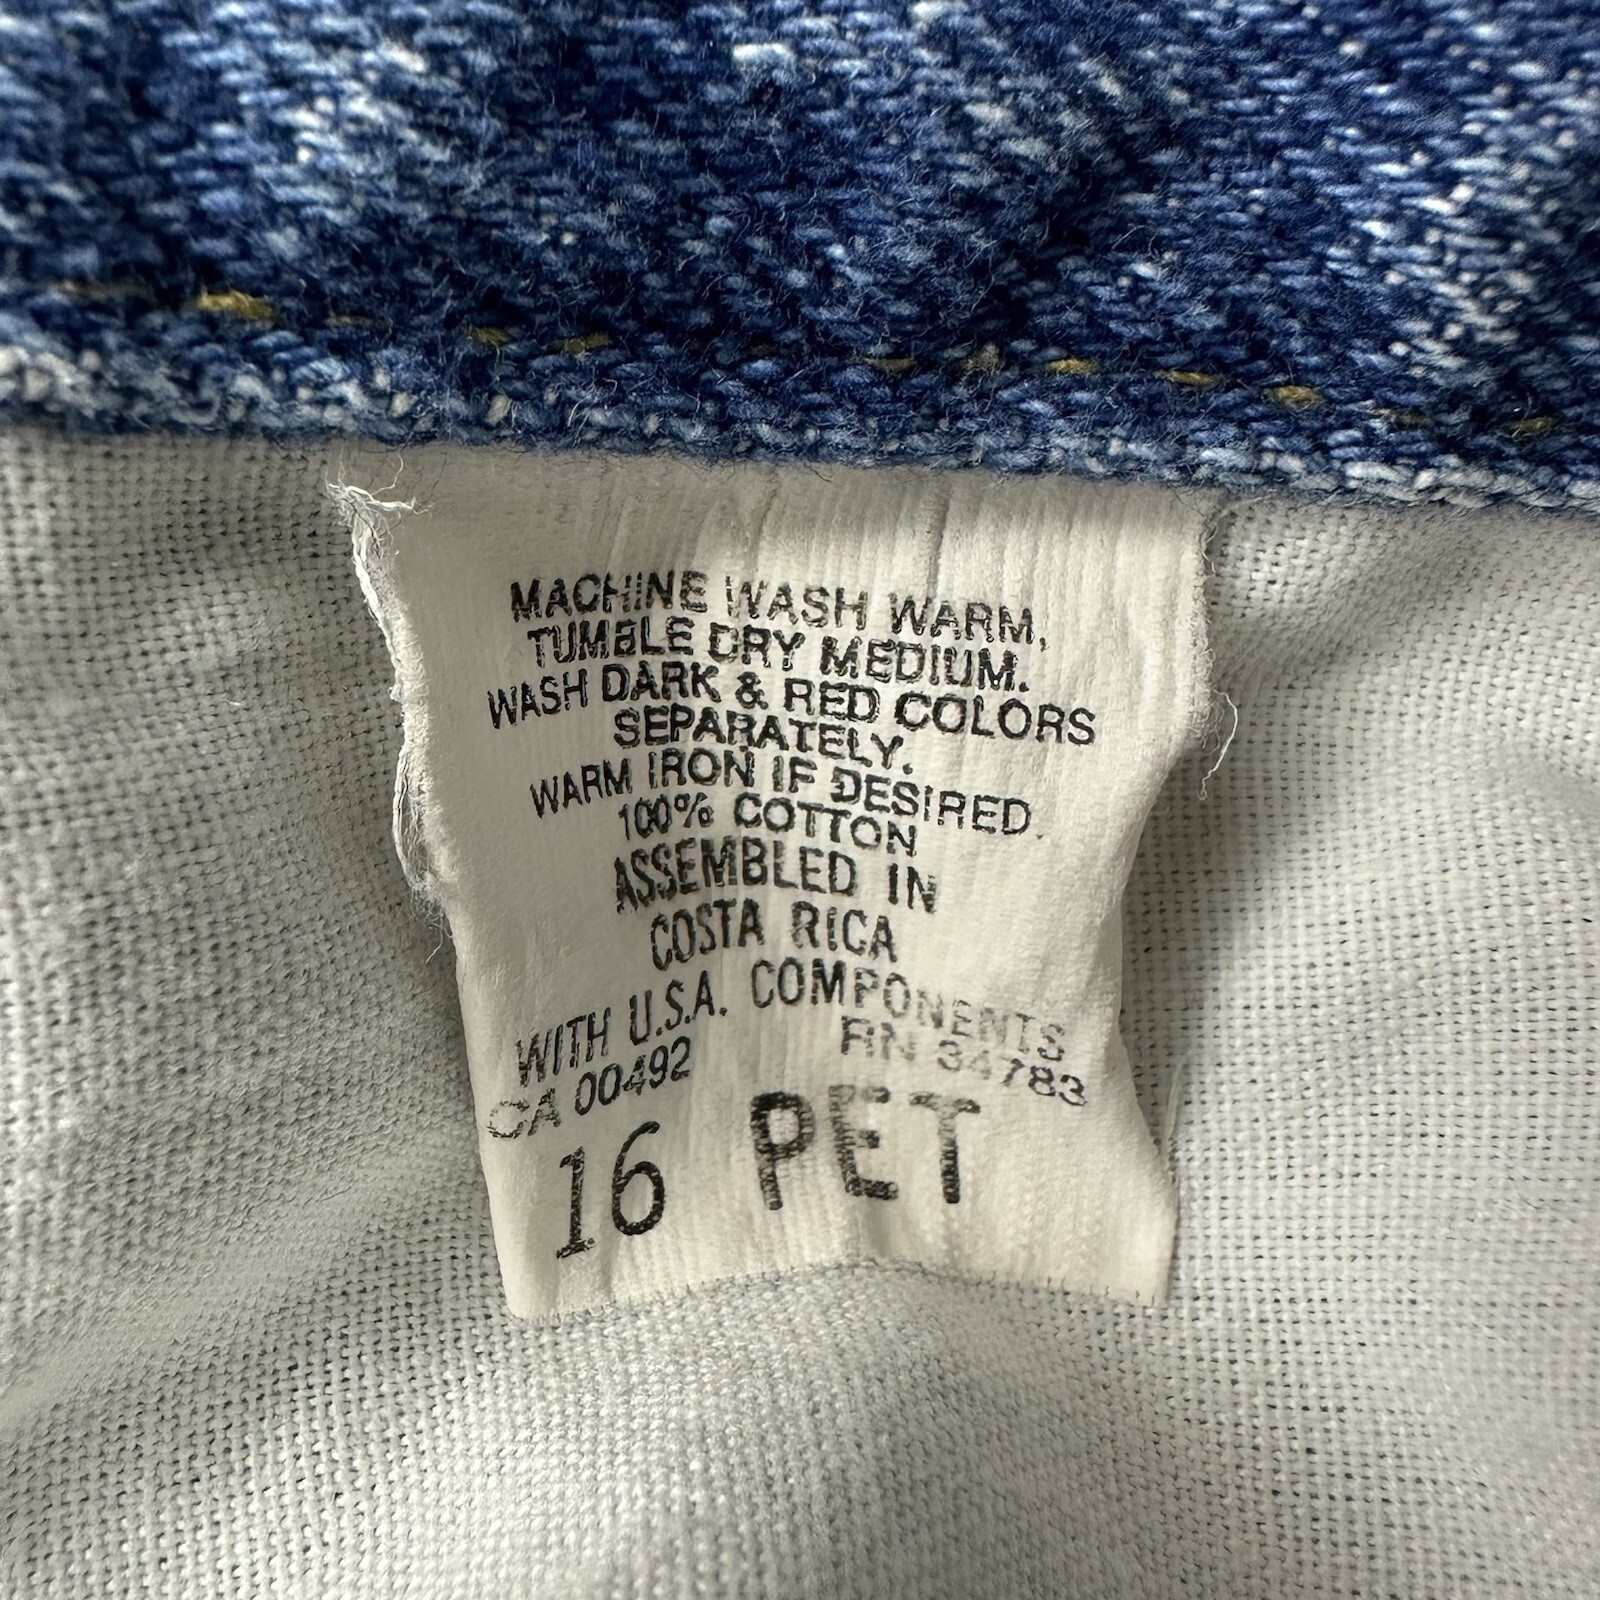 MACHINE WASH WARM,
TUMBLE DRY MEDIUM.
WASH DARK & RED COLORS
SEPARATELY.
WARM IRON IF DESIRED.
100% COTTON
ASSEMBLED IN
COSTA RICA
WITH U.S.A. COMPONENTS
CA 00492 RN
16 PET